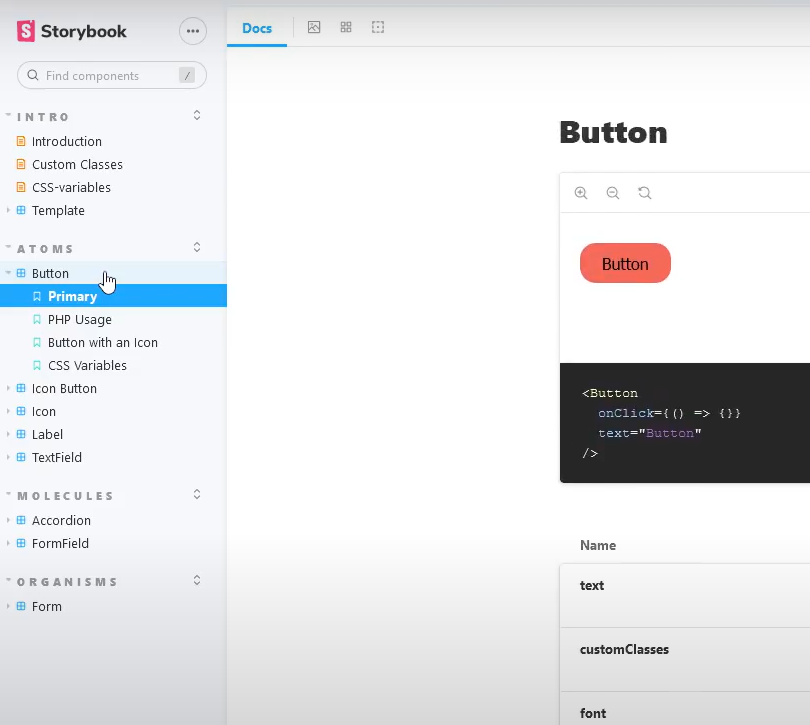 Storybook
Find components
/
INTRO
Introduction
Custom Classes
CSS-variables
Template
ATOMS
Button
Primary
PHP Usage
Button with an Icon
CSS Variables
Icon Button
Icon
Label
TextField
MOLECULES
Accordion
FormField
ORGANISMS
Form
Docs
Button
Button
<Button
onClick={() => {}}
text="Button"
/>
Name
text
customClasses
font